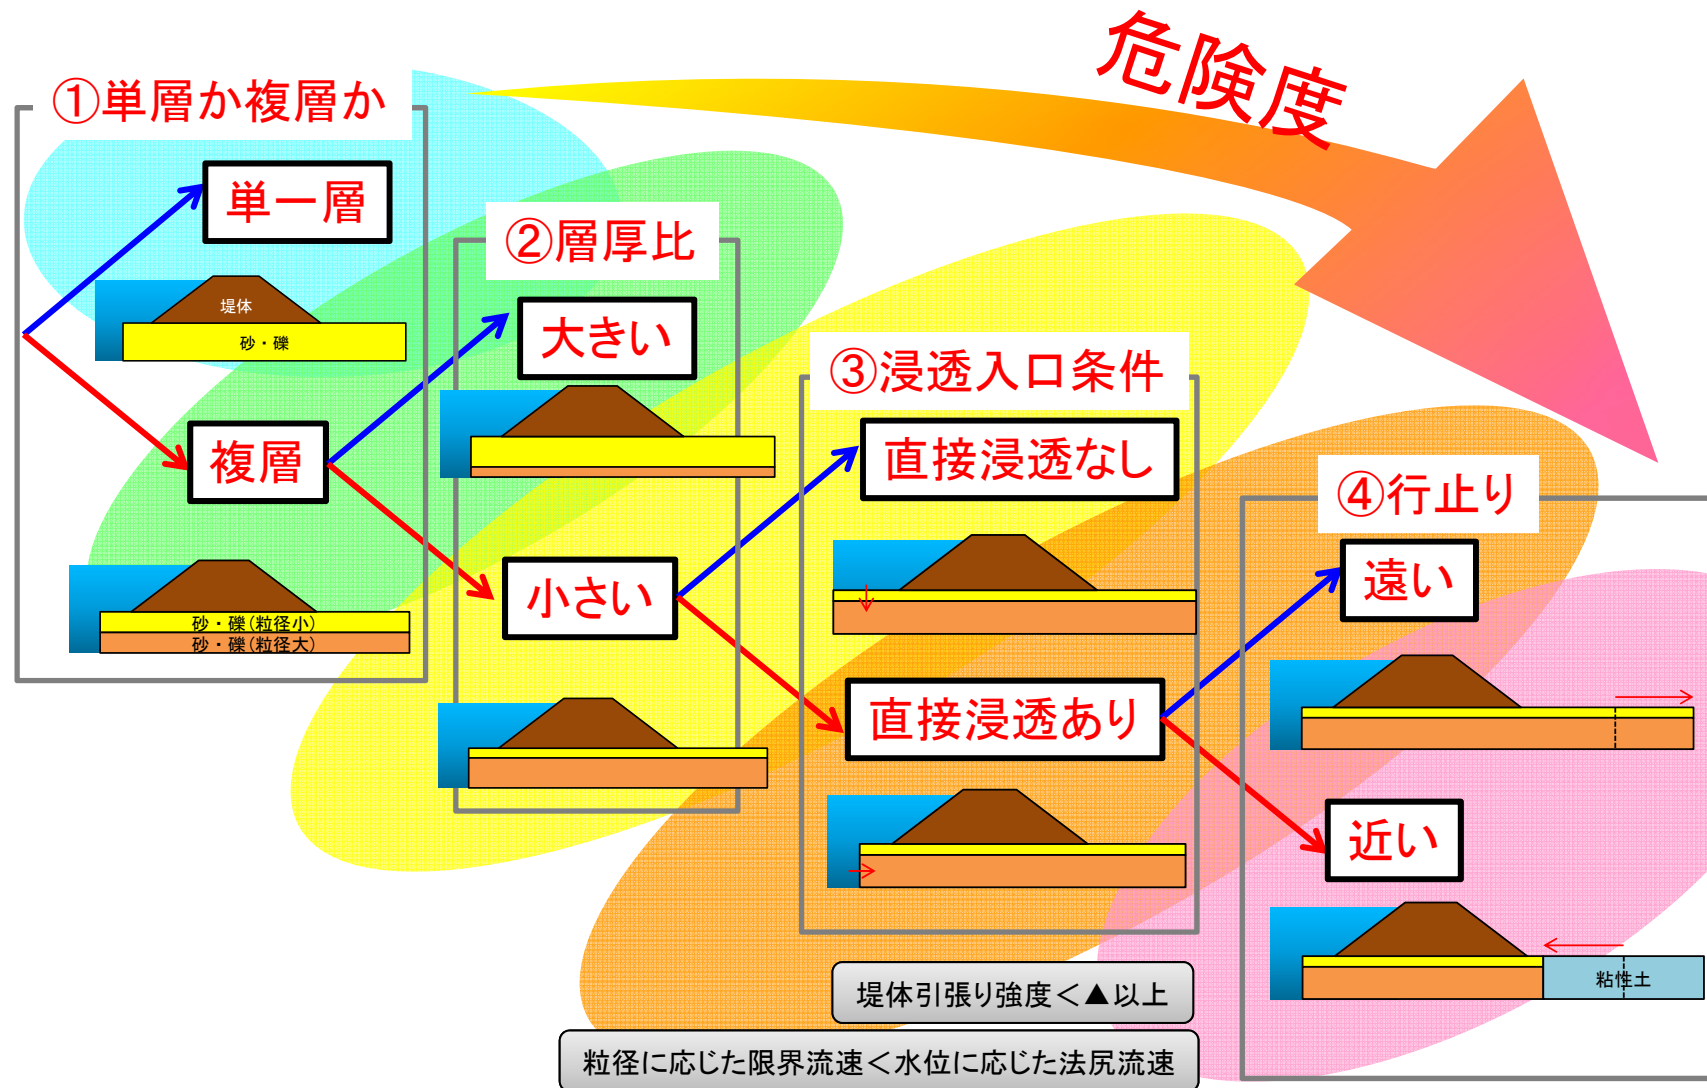 危険度
①単層か複層か
単一層
堤体
砂・礫
複層
砂・礫(粒径小)
砂・礫(粒径大)
②層厚比
大きい
小さい
③浸透入口条件
直接浸透なし
直接浸透あり
④行止り
遠い
近い
粘性土
堤体引張り強度＜▲以上
粒径に応じた限界流速＜水位に応じた法尻流速